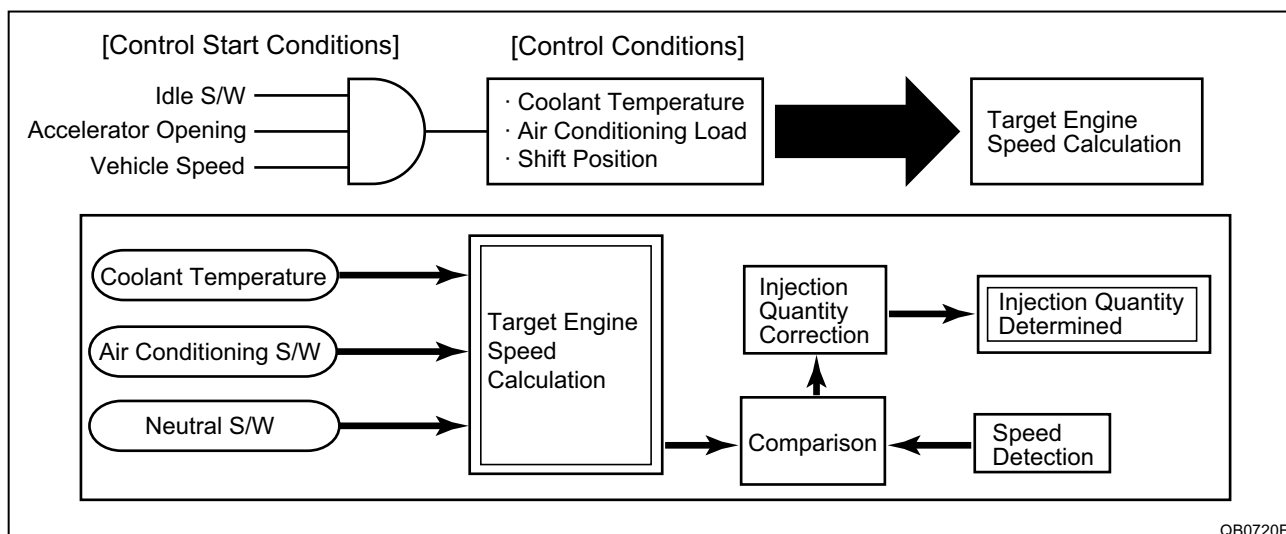 [Control Start Conditions]
[Control Conditions]
Idle S/W
Accelerator Opening
Vehicle Speed
· Coolant Temperature
· Air Conditioning Load
· Shift Position
Target Engine
Speed Calculation
Coolant Temperature
Air Conditioning S/W
Neutral S/W
Target Engine
Speed
Calculation
Injection
Quantity
Correction
Injection Quantity
Determined
Comparison
Speed
Detection
QB0720E